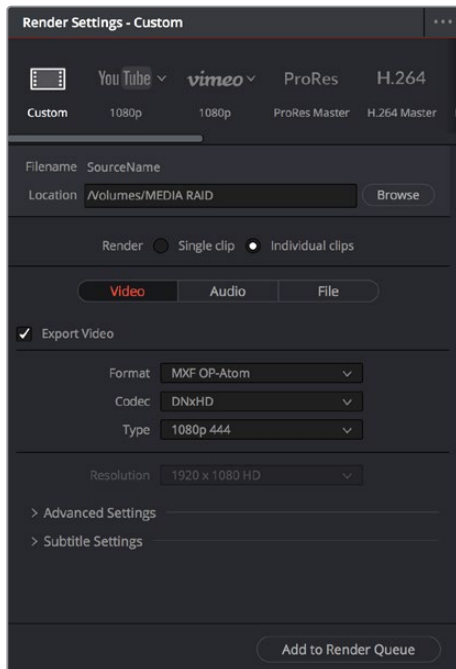 Render Settings - Custom
YouTube vimeo ProRes H.264
Custom 1080p 1080p ProRes Master H.264 Master
Filename SourceName
Location /Volumes/MEDIA RAID Browse
Render Single clip Individual clips
Video Audio File
Export Video
Format MXF OP-Atom
Codec DNxHD
Type 1080p 444
Resolution 1920 x 1080 HD
> Advanced Settings
> Subtitle Settings
Add to Render Queue